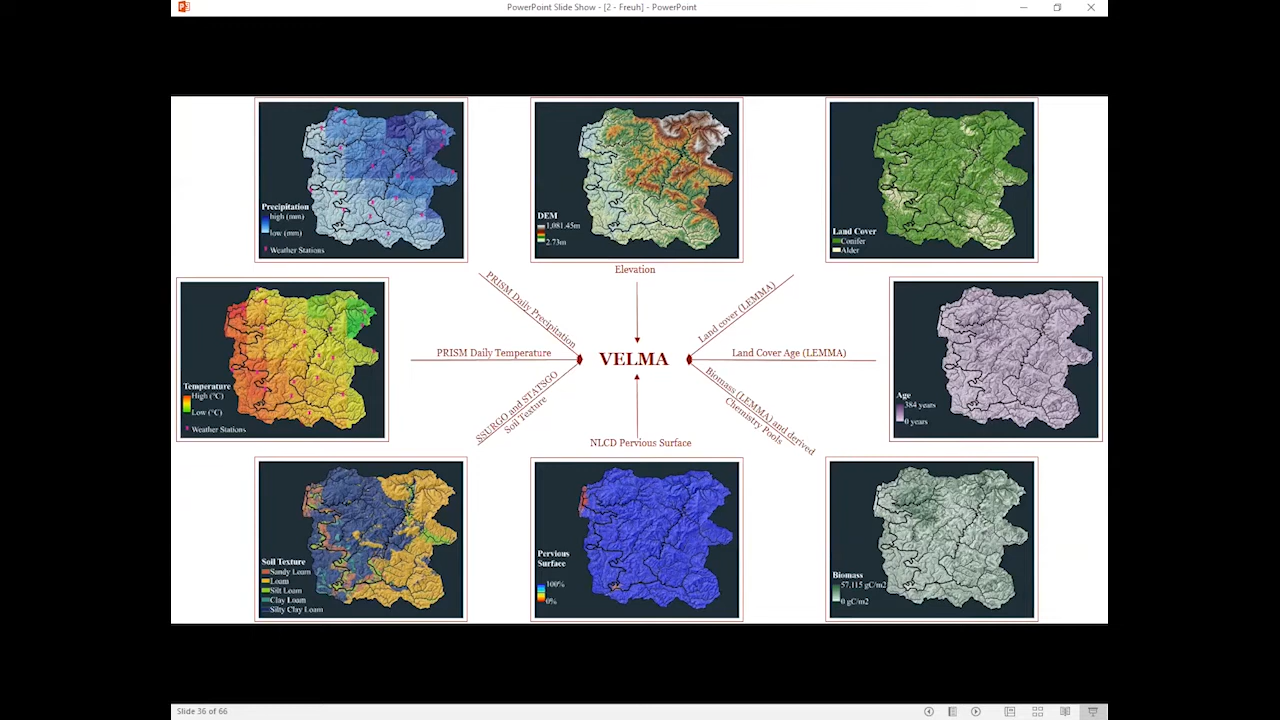 PowerPoint Slide Show - [2 - Freuh] - PowerPoint
Precipitation
high (mm)
low (mm)
Weather Stations
DEM
1,081.45m
2.73m
Land Cover
Conifer
Alder
Elevation
PRISM Daily Precipitation
Land cover (LEMMA)
PRISM Daily Temperature
VELMA
Land Cover Age (LEMMA)
Temperature
High (°C)
Low (°C)
Weather Stations
Age
384 years
0 years
SSURGO and STATSGO
Soil Texture
NLCD Pervious Surface
Biomass (LEMMA) and derived
Chemistry Pools
Soil Texture
Sandy Loam
Loam
Silt Loam
Clay Loam
Silty Clay Loam
Pervious
Surface
100%
0%
Biomass
57,115 gC/m2
0 gC/m2
Slide 36 of 66